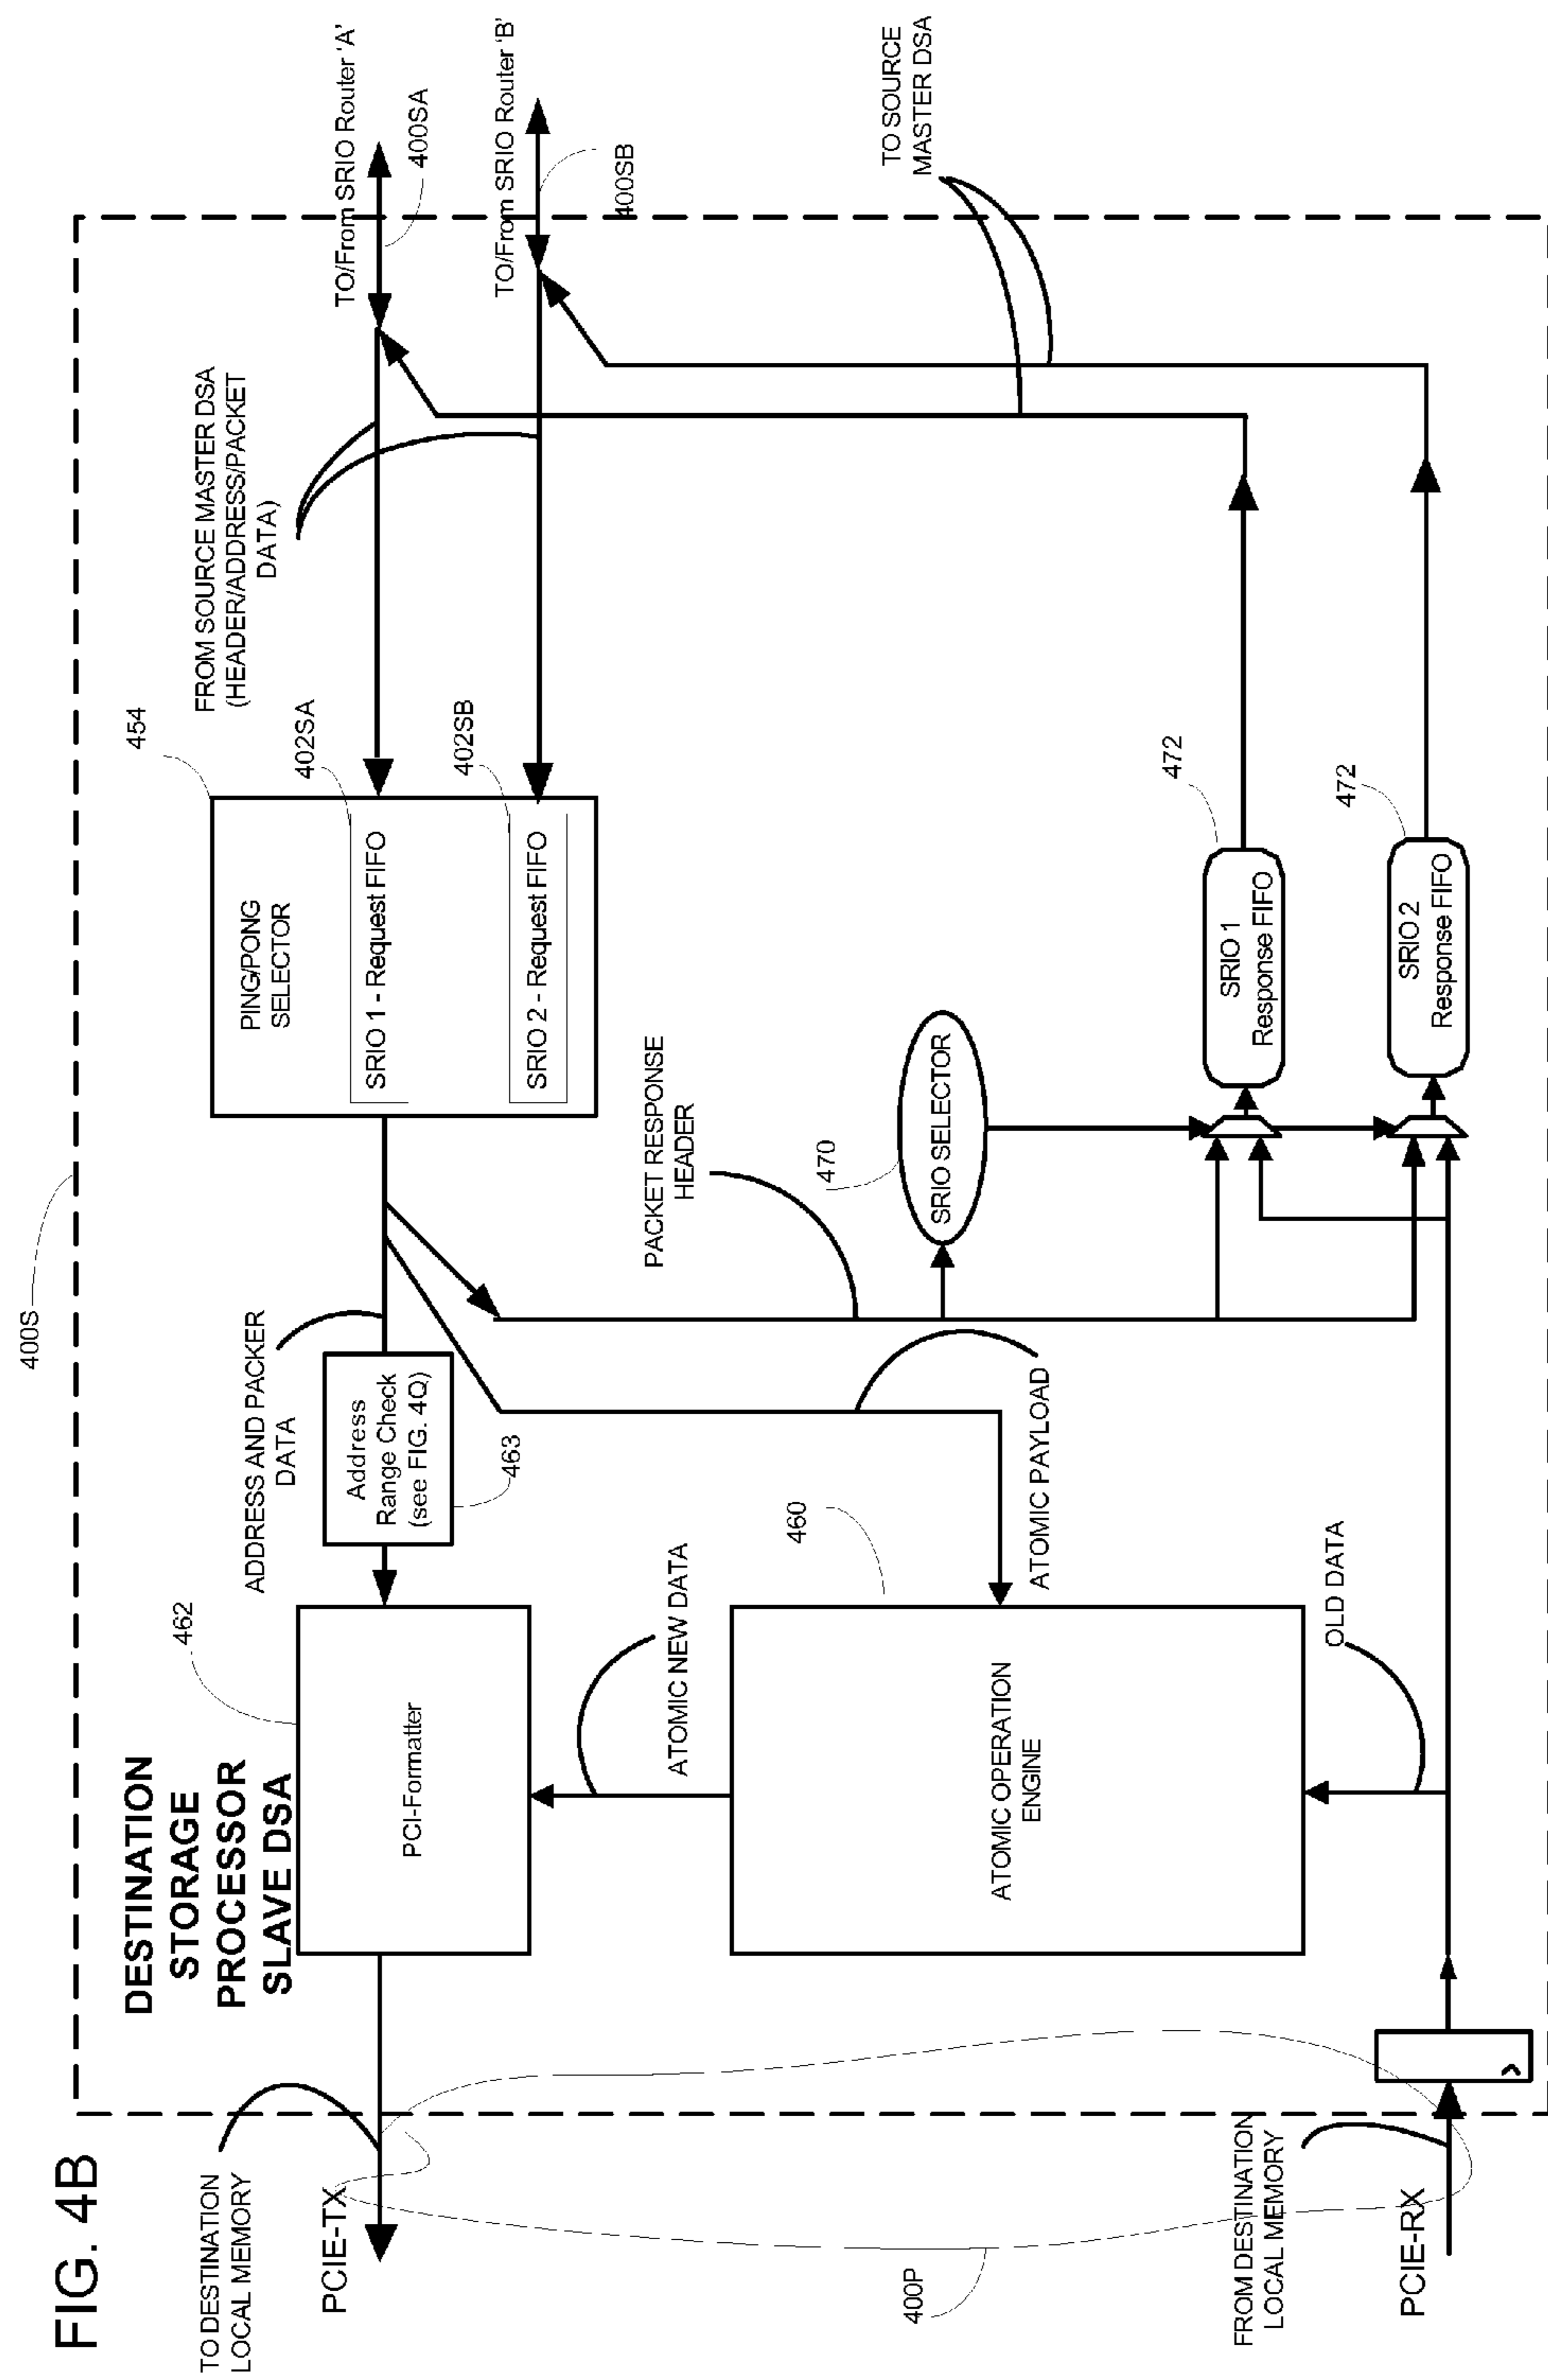 FIG. 4B
400S
DESTINATION
STORAGE
PROCESSOR
SLAVE DSA
TO DESTINATION
LOCAL MEMORY
PCIE-TX
462
PCI-Formatter
ADDRESS AND PACKER
DATA
Address
Range Check
(see FIG. 4Q)
463
454
PING/PONG
SELECTOR
402SA
SRIO 1 - Request FIFO
402SB
SRIO 2 - Request FIFO
FROM SOURCE MASTER DSA
(HEADER/ADDRESS/PACKET
DATA)
TO/From SRIO Router 'A'
400SA
TO/From SRIO Router 'B'
400SB
TO SOURCE
MASTER DSA
ATOMIC NEW DATA
460
ATOMIC OPERATION
ENGINE
ATOMIC PAYLOAD
PACKET RESPONSE
HEADER
470
SRIO SELECTOR
472
SRIO 1
Response FIFO
472
SRIO 2
Response FIFO
OLD DATA
400P
FROM DESTINATION
LOCAL MEMORY
PCIE-RX